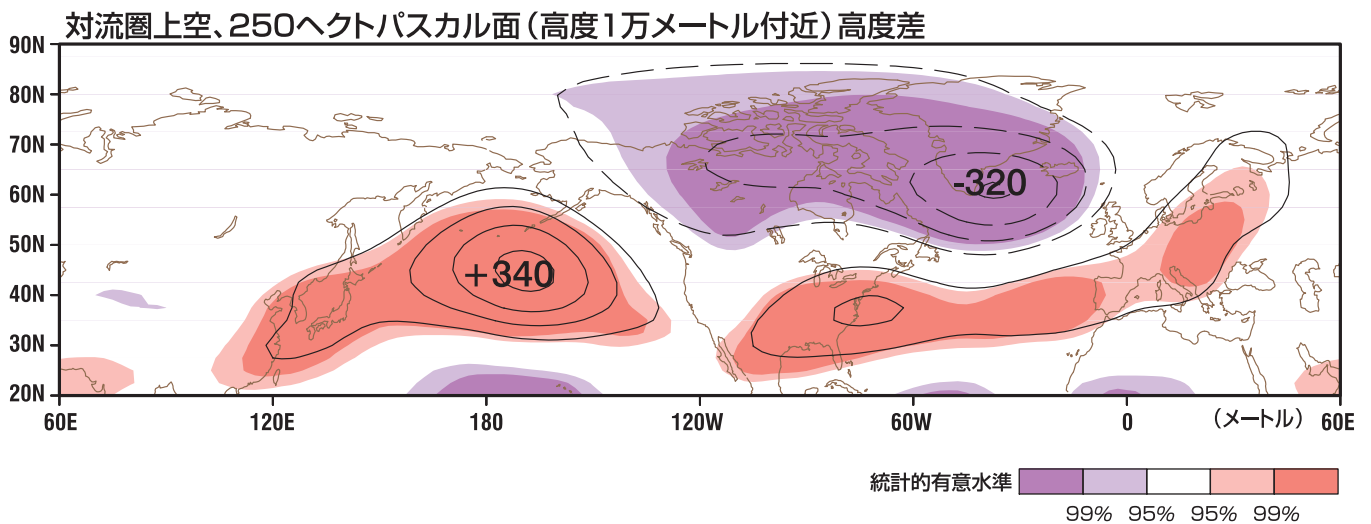 対流圏上空、250ヘクトパスカル面（高度1万メートル付近）高度差
90N
80N
70N
60N
50N
40N
30N
20N
-320
+340
60E 120E 180 120W 60W 0 （メートル） 60E
統計的有意水準
99% 95% 95% 99%